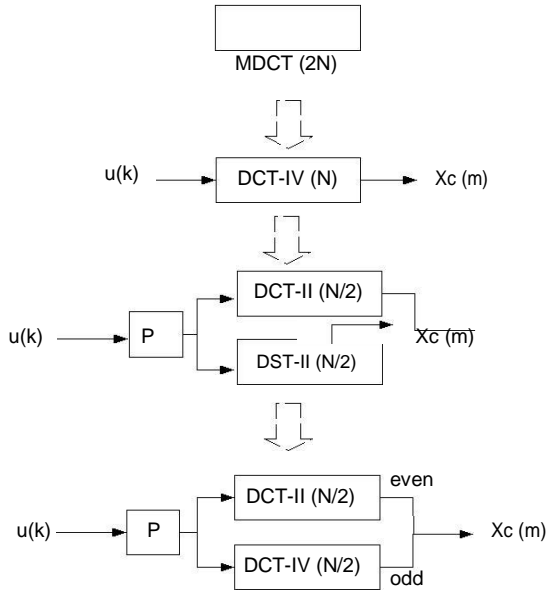 MDCT (2N)
u(k) DCT-IV (N) Xc (m)
DCT-II (N/2)
u(k) P Xc (m)
DST-II (N/2)
even
DCT-II (N/2)
u(k) P Xc (m)
DCT-IV (N/2)
odd